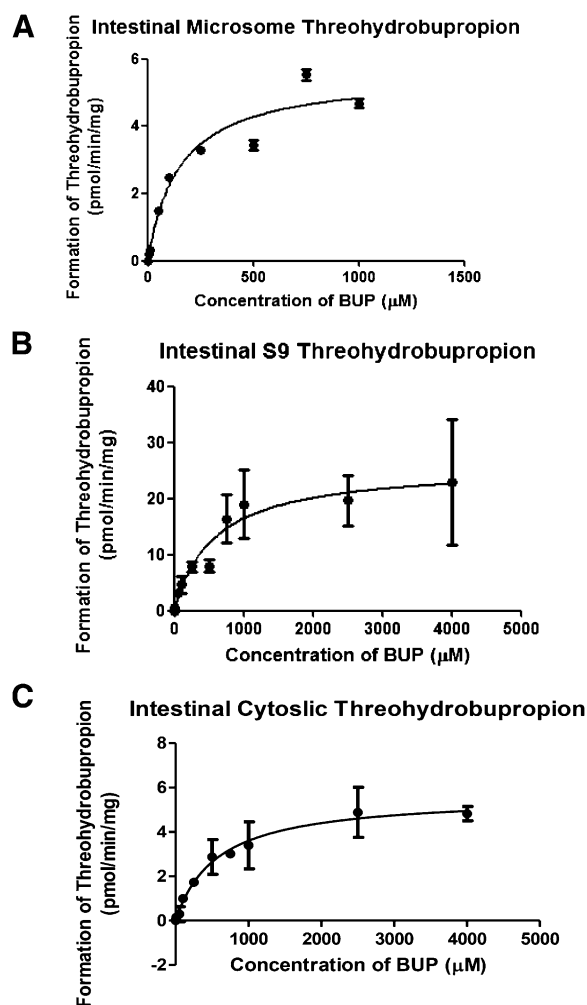 A
Intestinal Microsome Threohydrobupropion
Formation of Threohydrobupropion
(pmol/min/mg)
6
4
2
0
0
500
1000
1500
Concentration of BUP (μM)
B
Intestinal S9 Threohydrobupropion
Formation of Threohydrobupropion
(pmol/min/mg)
40
30
20
10
0
0
1000
2000
3000
4000
5000
Concentration of BUP (μM)
C
Intestinal Cytoslic Threohydrobupropion
Formation of Threohydrobupropion
(pmol/min/mg)
8
6
4
2
0
-2
1000
2000
3000
4000
5000
Concentration of BUP (μM)